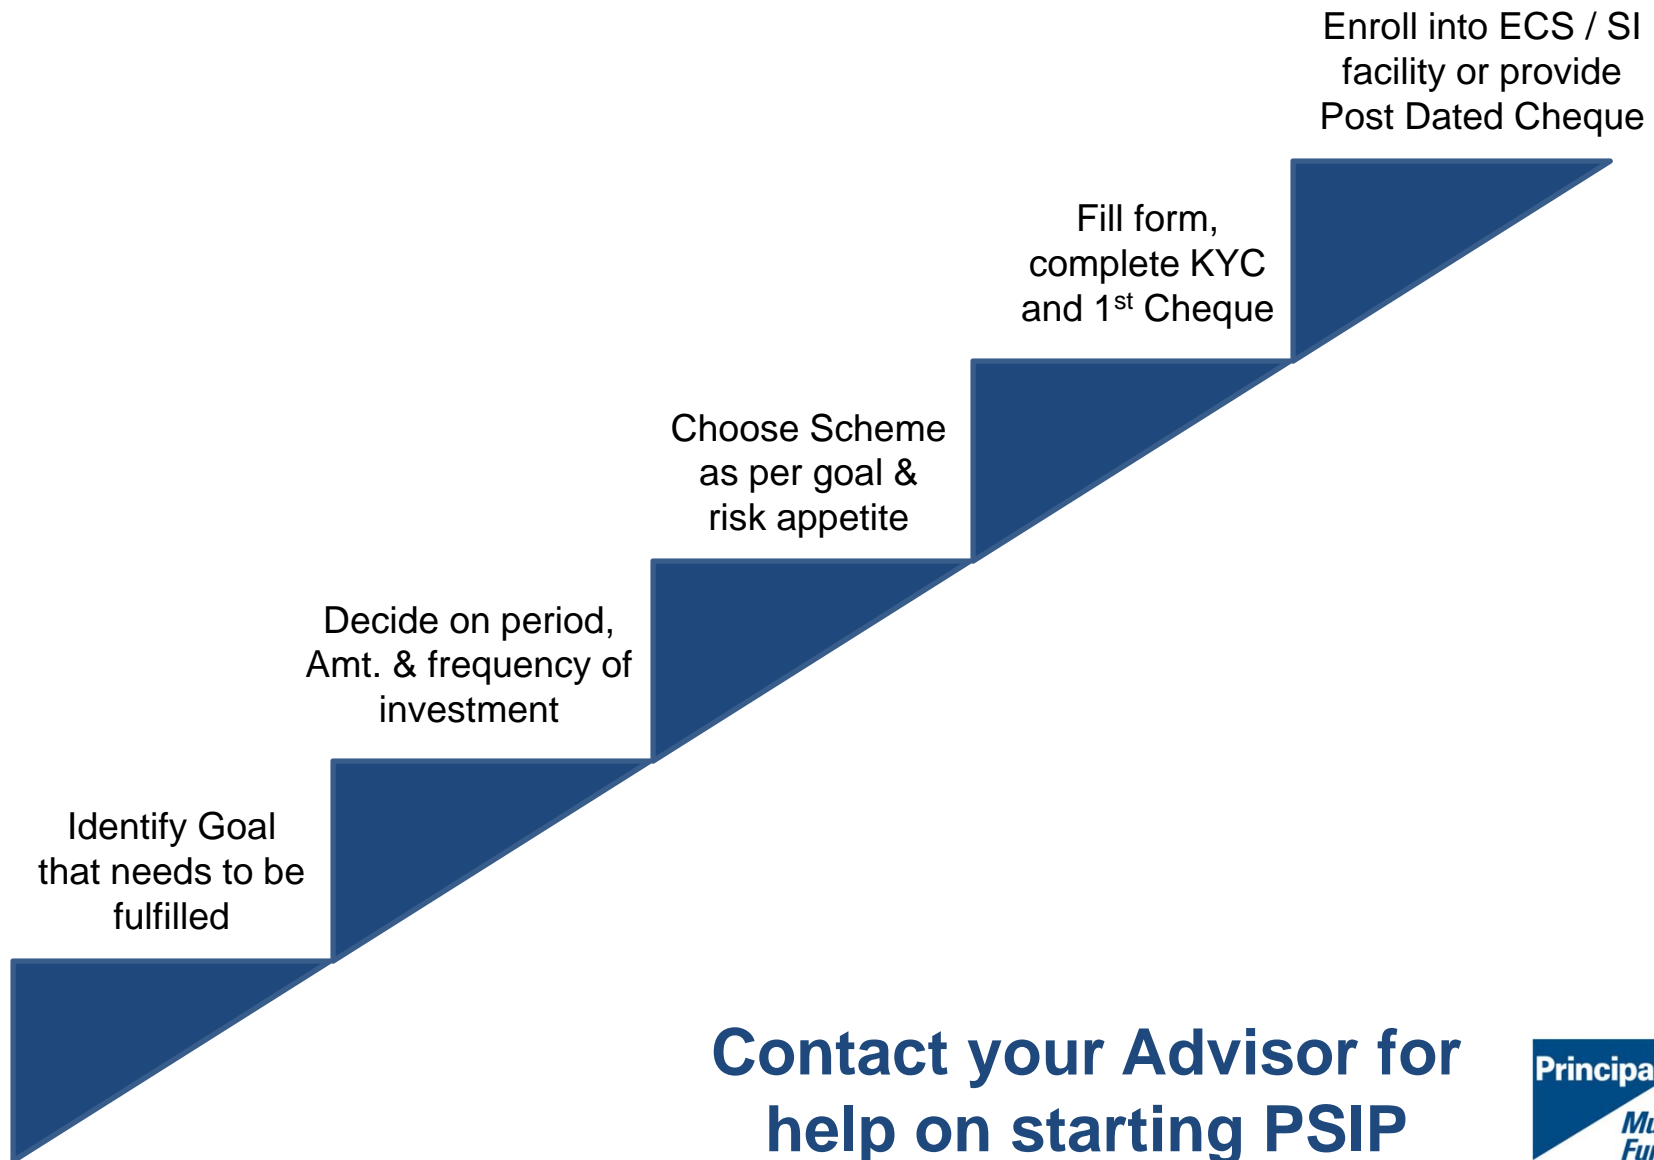 Enroll into ECS / SI
facility or provide
Post Dated Cheque
Fill form,
complete KYC
and 1st Cheque
Choose Scheme
as per goal &
risk appetite
Decide on period,
Amt. & frequency of
investment
Identify Goal
that needs to be
fulfilled
Contact your Advisor for
help on starting PSIP